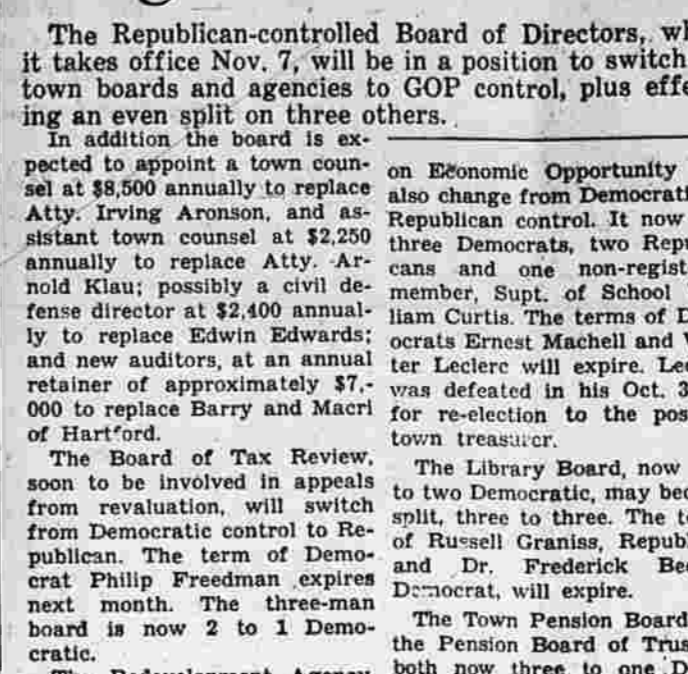 The Republican-controlled Board of Directors,
it takes office Nov. 7, will be in a position to switch
town boards and agencies to GOP control, plus effe
ing an even split on three others.
In addition the board is ex-
pected to appoint a town coun-
sel at $8,500 annually to replace
Atty. Irving Aronson, and as-
sistant town counsel at $2,250
annually to replace Atty. Ar-
nold Klau; possibly a civil de-
fense director at $2,400 annual-
ly to replace Edwin Edwards;
and new auditors, at an annual
retainer of approximately $7,-
000 to replace Barry and Macri
of Hartford.
The Board of Tax Review,
soon to be involved in appeals
from revaluation, will switch
from Democratic control to Re-
publican. The term of Demo-
crat Philip Freedman expires
next month. The three-man
board is now 2 to 1 Demo-
cratic.
The Redevelopment Agency
on Economic Opportunity
also change from Democrati
Republican control. It now
three Democrats, two Repu
cans and one non-regist
member, Supt. of School
liam Curtis. The terms of D
ocrats Ernest Machell and
ter Leclerc will expire. Lec
was defeated in his Oct. 3
for re-election to the pos
town treasurer.
The Library Board, now
to two Democratic, may bec
split, three to three. The te
of Russell Graniss, Republ
and Dr. Frederick Bec
Democrat, will expire.
The Town Pension Board
the Pension Board of Trus
both now three to one D